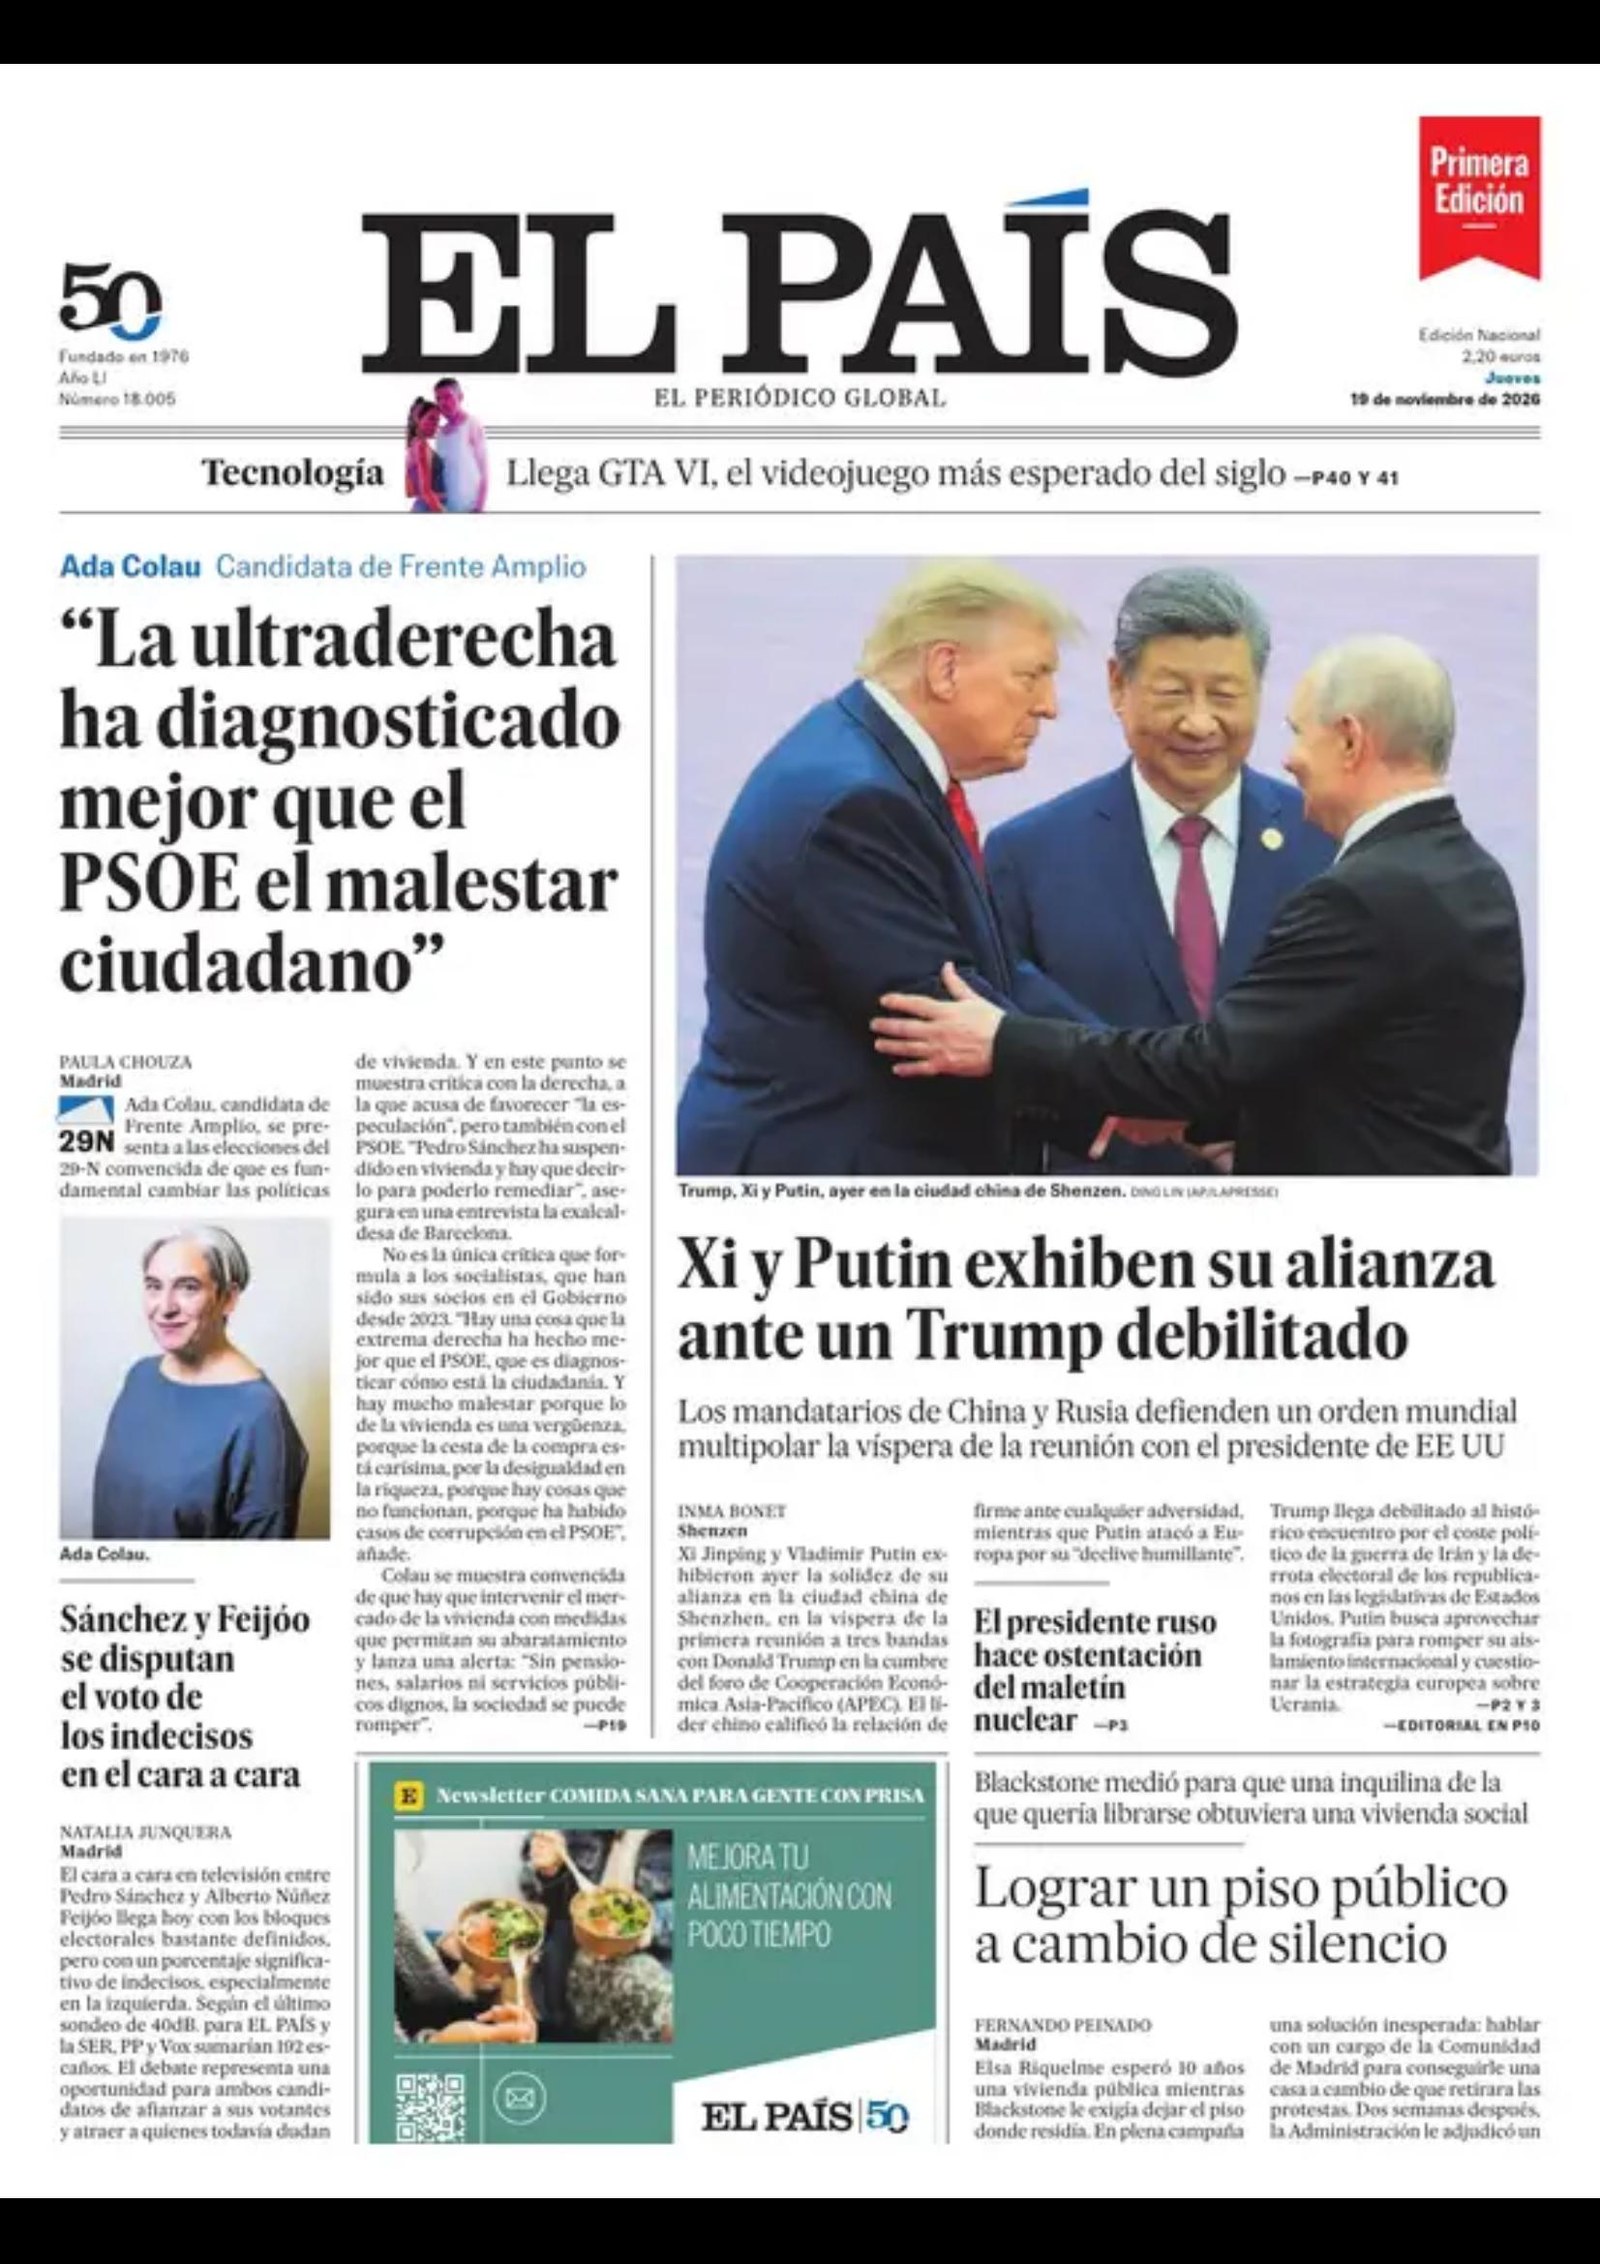 Primera
Edición
EL PAÍS
EL PERIÓDICO GLOBAL
50
Fundado en 1976
Año LI
Número 18.005
Edición Nacional
2,20 euros
Jueves
19 de noviembre de 2026
Tecnología Llega GTA VI, el videojuego más esperado del siglo —P40 Y 41
Ada Colau Candidata de Frente Amplio
“La ultraderecha
ha diagnosticado
mejor que el
PSOE el malestar
ciudadano”
PAULA CHOUZA
Madrid
29N
Ada Colau, candidata de
Frente Amplio, se pre-
senta a las elecciones del
29-N convencida de que es fun-
damental cambiar las políticas
Ada Colau.
de vivienda. Y en este punto se
muestra crítica con la derecha, a
la que acusa de favorecer “la es-
peculación”, pero también con el
PSOE. “Pedro Sánchez ha suspen-
dido en vivienda y hay que decír-
lo para poderlo remediar”, ase-
gura en una entrevista la exalcal-
desa de Barcelona.
No es la única crítica que for-
mula a los socialistas, que han
sido sus socios en el Gobierno
desde 2023. “Hay una cosa que la
extrema derecha ha hecho me-
jor que el PSOE, que es diagnos-
ticar cómo está la ciudadanía. Y
hay mucho malestar porque lo
de la vivienda es una vergüenza,
porque la cesta de la compra es-
tá carísima, por la desigualdad en
la riqueza, porque hay cosas que
no funcionan, porque ha habido
casos de corrupción en el PSOE”,
añade.
Colau se muestra convencida
de que hay que intervenir el mer-
cado de la vivienda con medidas
que permitan su abaratamiento
y lanza una alerta: “Sin pensio-
nes, salarios ni servicios públi-
cos dignos, la sociedad se puede
romper”. —P19
Sánchez y Feijóo
se disputan
el voto de
los indecisos
en el cara a cara
NATALIA JUNQUERA
Madrid
El cara a cara en televisión entre
Pedro Sánchez y Alberto Núñez
Feijóo llega hoy con los bloques
electorales bastante definidos,
pero con un porcentaje significa-
tivo de indecisos, especialmente
en la izquierda. Según el último
sondeo de 40dB. para EL PAÍS y
la SER, PP y Vox sumarían 192 es-
caños. El debate representa una
oportunidad para ambos candi-
datos de afianzar a sus votantes
y atraer a quienes todavía dudan
Trump, Xi y Putin, ayer en la ciudad china de Shenzen. DING LIN (AP/LAPRESSE)
Xi y Putin exhiben su alianza
ante un Trump debilitado
Los mandatarios de China y Rusia defienden un orden mundial
multipolar la víspera de la reunión con el presidente de EE UU
INMA BONET
Shenzen
Xi Jinping y Vladimir Putin ex-
hibieron ayer la solidez de su
alianza en la ciudad china de
Shenzhen, en la víspera de la
primera reunión a tres bandas
con Donald Trump en la cumbre
del foro de Cooperación Econó-
mica Asia-Pacífico (APEC). El lí-
der chino calificó la relación de
firme ante cualquier adversidad,
mientras que Putin atacó a Eu-
ropa por su “declive humillante”.
El presidente ruso
hace ostentación
del maletín
nuclear —P3
Trump llega debilitado al histó-
rico encuentro por el coste polí-
tico de la guerra de Irán y la de-
rrota electoral de los republica-
nos en las legislativas de Estados
Unidos. Putin busca aprovechar
la fotografía para romper su ais-
lamiento internacional y cuestio-
nar la estrategia europea sobre
Ucrania. —P2 Y 3
—EDITORIAL EN P10
E Newsletter COMIDA SANA PARA GENTE CON PRISA
MEJORA TU
ALIMENTACIÓN CON
POCO TIEMPO
EL PAÍS 50
Blackstone medió para que una inquilina de la
que quería librarse obtuviera una vivienda social
Lograr un piso público
a cambio de silencio
FERNANDO PEINADO
Madrid
Elsa Riquelme esperó 10 años
una vivienda pública mientras
Blackstone le exigía dejar el piso
donde residía. En plena campaña
una solución inesperada: hablar
con un cargo de la Comunidad
de Madrid para conseguirle una
casa a cambio de que retirara las
protestas. Dos semanas después,
la Administración le adjudicó un